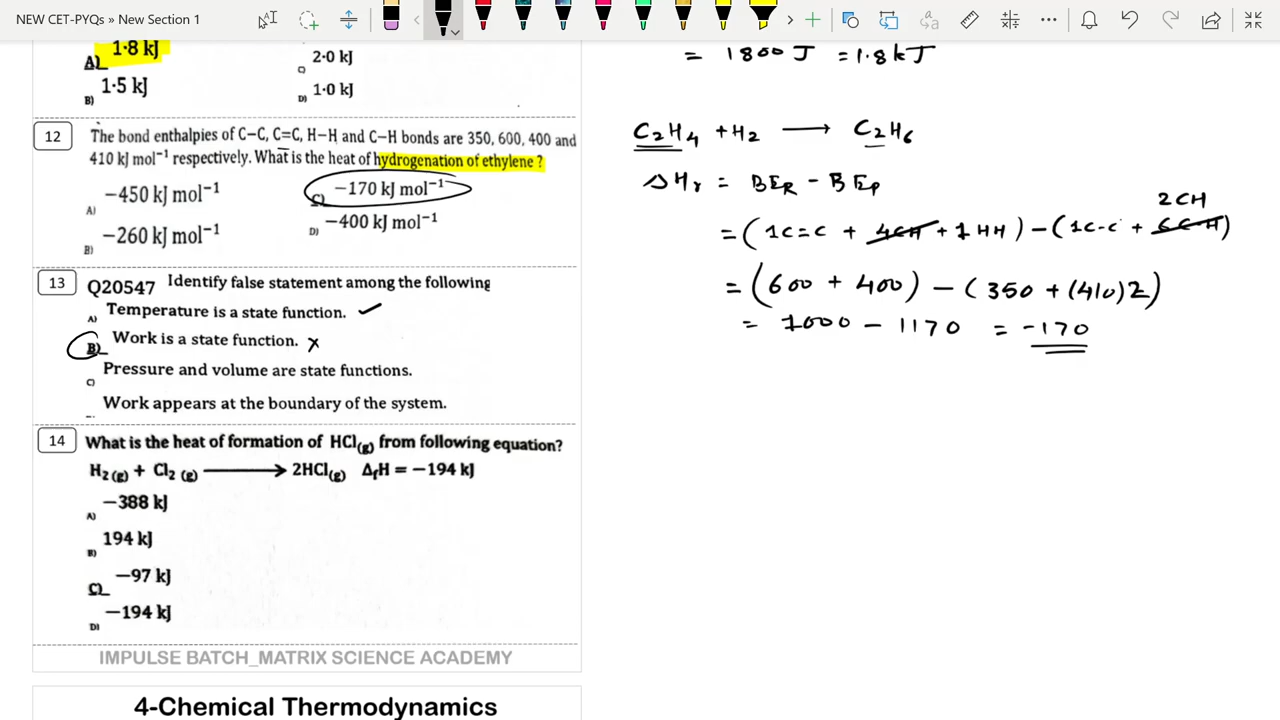 NEW CET-PYQs » New Section 1
A) 1·8 kJ
C) 2·0 kJ
B) 1·5 kJ
D) 1·0 kJ
12
The bond enthalpies of C−C, C=C, H−H and C−H bonds are 350, 600, 400 and
410 kJ mol⁻¹ respectively. What is the heat of hydrogenation of ethylene ?
A) −450 kJ mol⁻¹
C) −170 kJ mol⁻¹
B) −260 kJ mol⁻¹
D) −400 kJ mol⁻¹
13
Q20547 Identify false statement among the following
A) Temperature is a state function. ✓
B) Work is a state function. x
C) Pressure and volume are state functions.
Work appears at the boundary of the system.
14
What is the heat of formation of HCl(g) from following equation?
H₂ (g) + Cl₂ (g) ⟶ 2HCl(g) ΔfH = −194 kJ
A) −388 kJ
B) 194 kJ
C) −97 kJ
D) −194 kJ
IMPULSE BATCH_MATRIX SCIENCE ACADEMY
4-Chemical Thermodynamics
= 1800 J = 1.8 kJ
C₂H₄ + H₂ ⟶ C₂H₆
ΔHr = BER − BEP
2CH
= (1C=C + 4CH + 1HH) − (1C-C + 6C-H)
= (600 + 400) − (350 + (410)2)
= 1000 − 1170 = −170